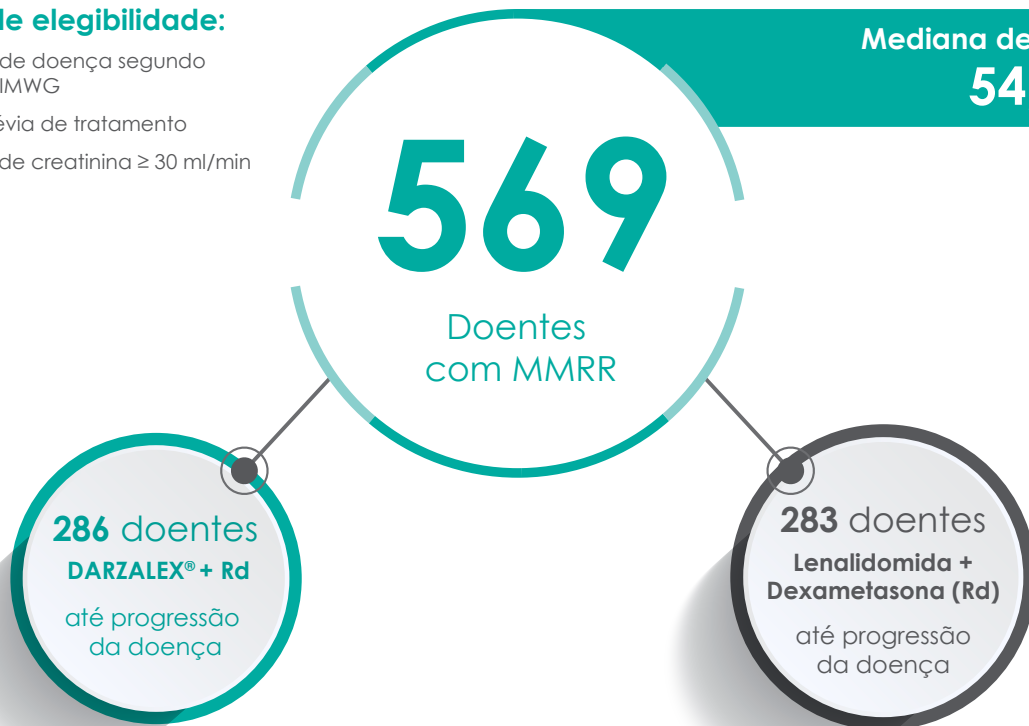 de elegibilidade:
de doença segundo
IMWG
évia de tratamento
de creatinina ≥ 30 ml/min
Mediana de
54
569
Doentes
com MMRR
286 doentes
DARZALEX® + Rd
até progressão
da doença
283 doentes
Lenalidomida +
Dexametasona (Rd)
até progressão
da doença